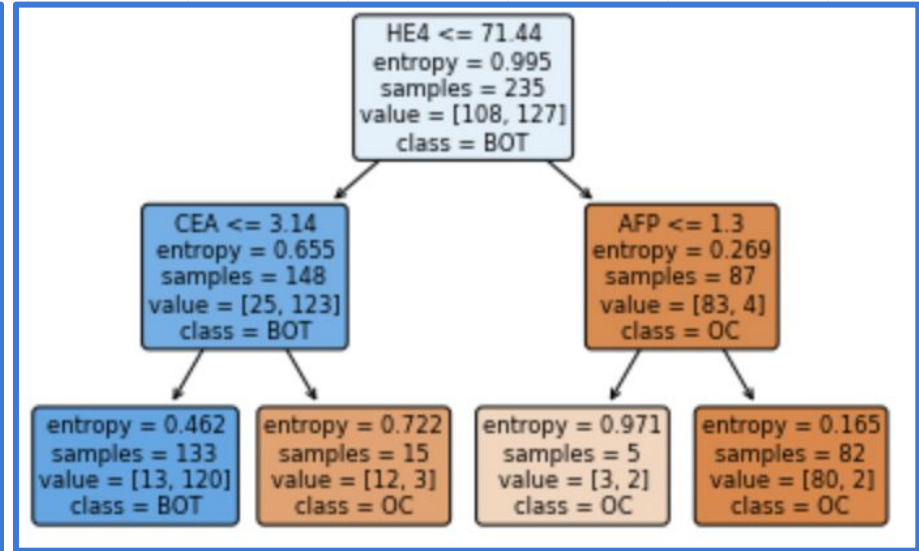 HE4 <= 71.44
entropy = 0.995
samples = 235
value = [108, 127]
class = BOT
CEA <= 3.14
entropy = 0.655
samples = 148
value = [25, 123]
class = BOT
AFP <= 1.3
entropy = 0.269
samples = 87
value = [83, 4]
class = OC
entropy = 0.462
samples = 133
value = [13, 120]
class = BOT
entropy = 0.722
samples = 15
value = [12, 3]
class = OC
entropy = 0.971
samples = 5
value = [3, 2]
class = OC
entropy = 0.165
samples = 82
value = [80, 2]
class = OC